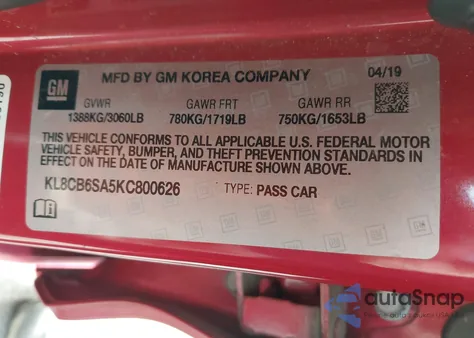 GM
MFD BY GM KOREA COMPANY 04/19
GVWR GAWR FRT GAWR RR
1388KG/3060LB 780KG/1719LB 750KG/1653LB
THIS VEHICLE CONFORMS TO ALL APPLICABLE U.S. FEDERAL MOTOR
VEHICLE SAFETY, BUMPER, AND THEFT PREVENTION STANDARDS IN
EFFECT ON THE DATE OF MANUFACTURE SHOWN ABOVE.
KL8CB6SA5KC800626 TYPE: PASS CAR
autoSnap